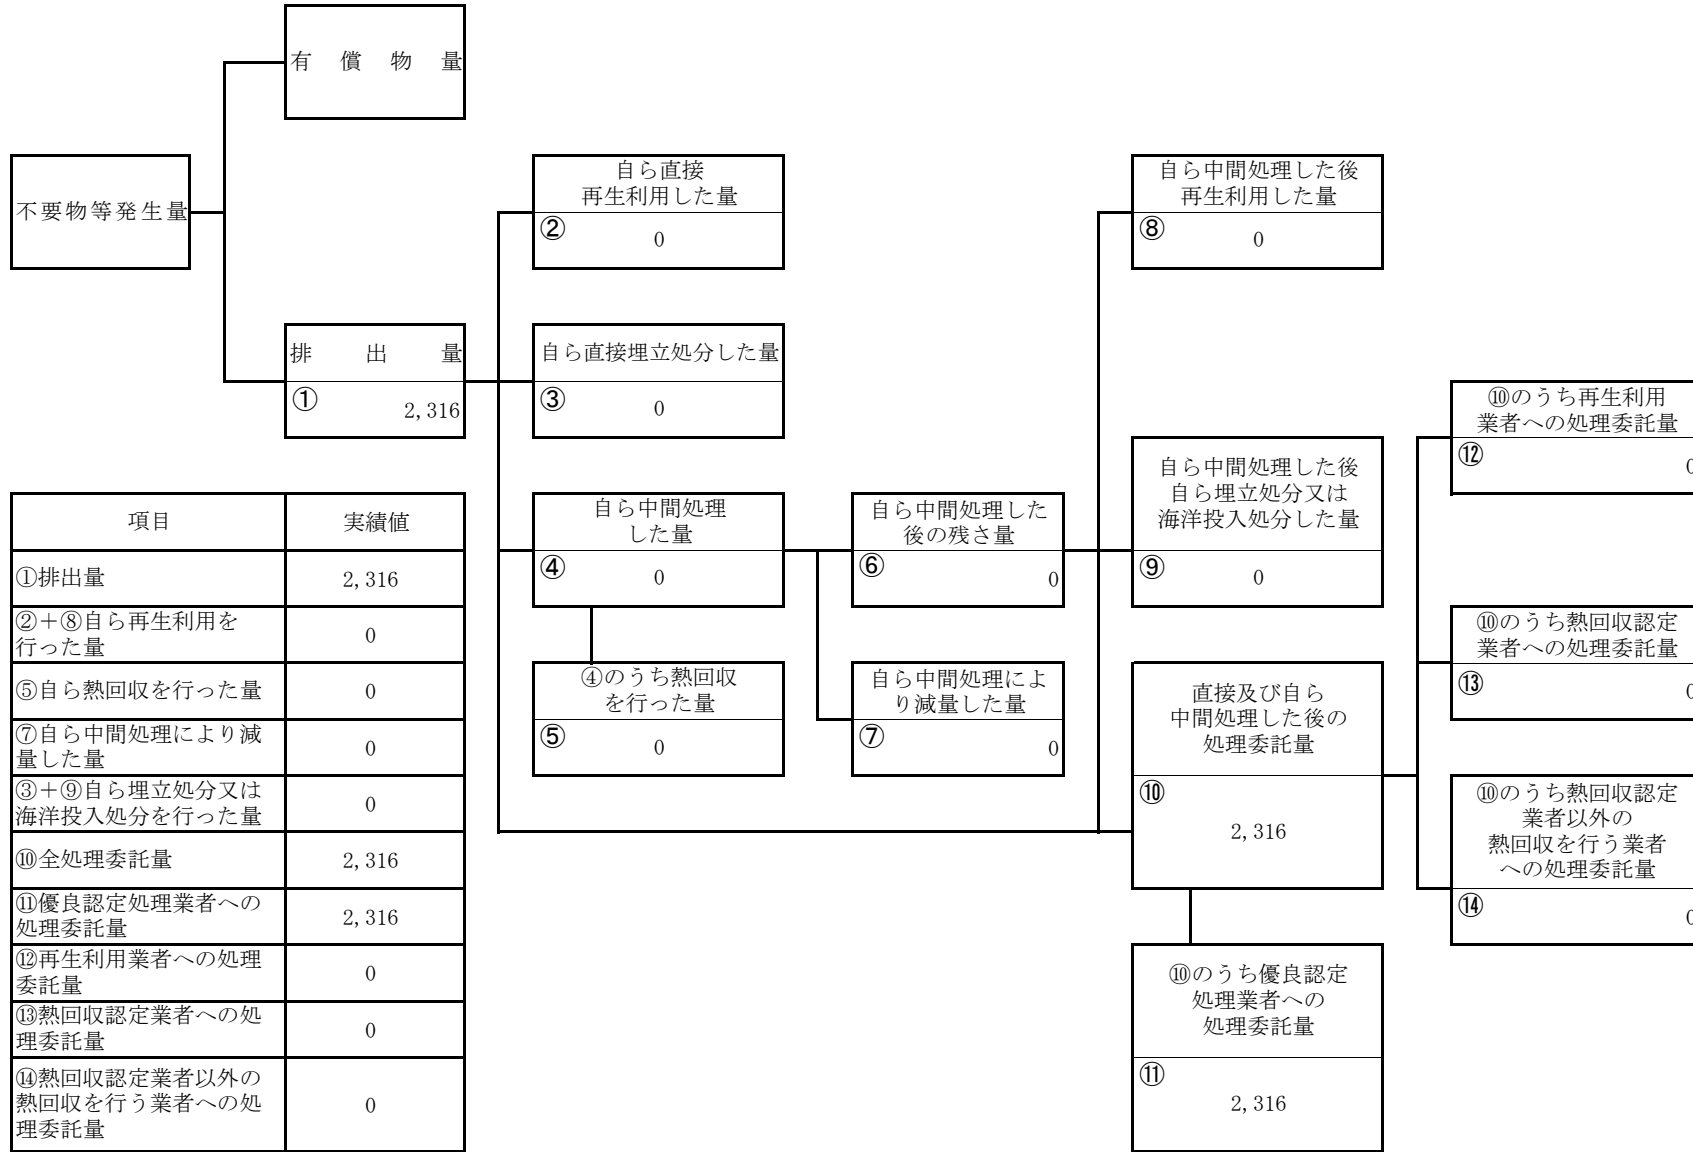 有償物量
不要物等発生量
排出量
①
2,316
自ら直接
再生利用した量
②
0
自ら直接埋立処分した量
③
0
自ら中間処理
した量
④
0
④のうち熱回収
を行った量
⑤
0
自ら中間処理した
後の残さ量
⑥
0
自ら中間処理によ
り減量した量
⑦
0
自ら中間処理した後
再生利用した量
⑧
0
自ら中間処理した後
自ら埋立処分又は
海洋投入処分した量
⑨
0
直接及び自ら
中間処理した後の
処理委託量
⑩
2,316
⑩のうち優良認定
処理業者への
処理委託量
⑪
2,316
⑩のうち再生利用
業者への処理委託量
⑫
0
⑩のうち熱回収認定
業者への処理委託量
⑬
0
⑩のうち熱回収認定
業者以外の
熱回収を行う業者
への処理委託量
⑭
0
項目 実績値
①排出量 2,316
②＋⑧自ら再生利用を
行った量 0
⑤自ら熱回収を行った量 0
⑦自ら中間処理により減
量した量 0
③＋⑨自ら埋立処分又は
海洋投入処分を行った量 0
⑩全処理委託量 2,316
⑪優良認定処理業者への
処理委託量 2,316
⑫再生利用業者への処理
委託量 0
⑬熱回収認定業者への処
理委託量 0
⑭熱回収認定業者以外の
熱回収を行う業者への処
理委託量 0